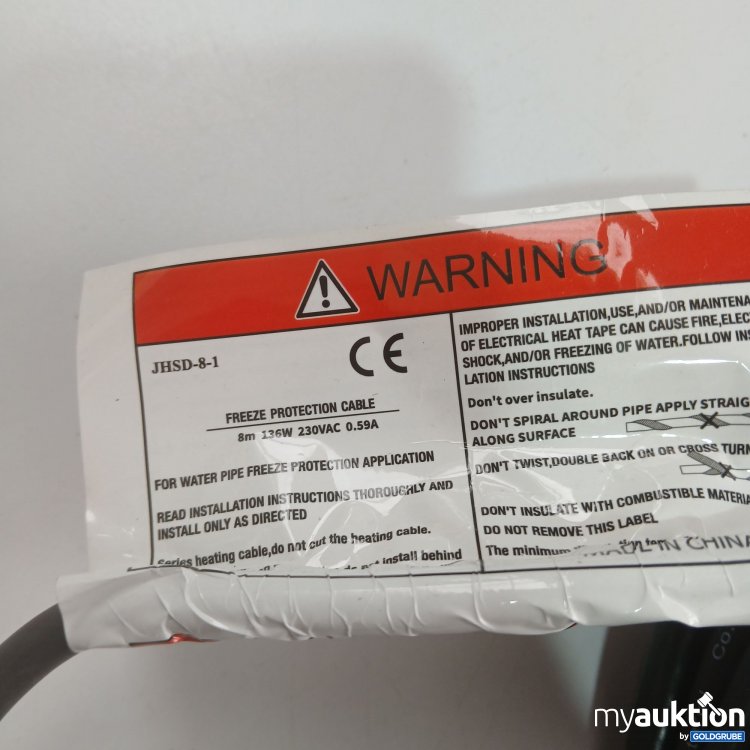 WARNING
JHSD-8-1
CE
FREEZE PROTECTION CABLE
8m 136W 230VAC 0.59A
FOR WATER PIPE FREEZE PROTECTION APPLICATION
READ INSTALLATION INSTRUCTIONS THOROUGHLY AND
INSTALL ONLY AS DIRECTED
Series heating cable,do not cut the heating cable.
install behind
IMPROPER INSTALLATION,USE,AND/OR MAINTENA
OF ELECTRICAL HEAT TAPE CAN CAUSE FIRE,ELEC
SHOCK,AND/OR FREEZING OF WATER.FOLLOW INS
LATION INSTRUCTIONS
Don't over insulate.
DON'T SPIRAL AROUND PIPE APPLY STRAIG
ALONG SURFACE
DON'T TWIST,DOUBLE BACK ON OR CROSS TURN
DON'T INSULATE WITH COMBUSTIBLE MATERIA
DO NOT REMOVE THIS LABEL
The minimum
MADE IN CHINA
myauktion
by GOLDGRUBE